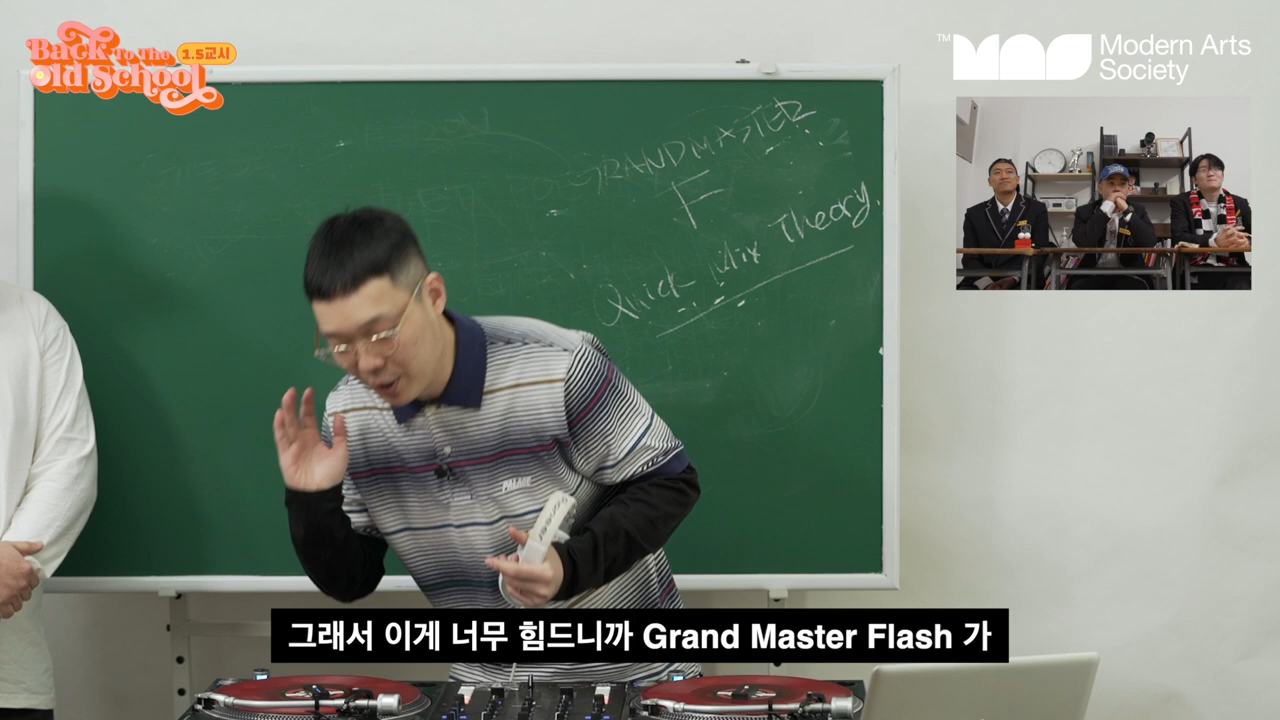 Back To The
Old School
1.5교시
TM
Modern Arts
Society
GRANDMASTER
F
Quick Mix Theory.
PALACE
그래서 이게 너무 힘드니까 Grand Master Flash 가